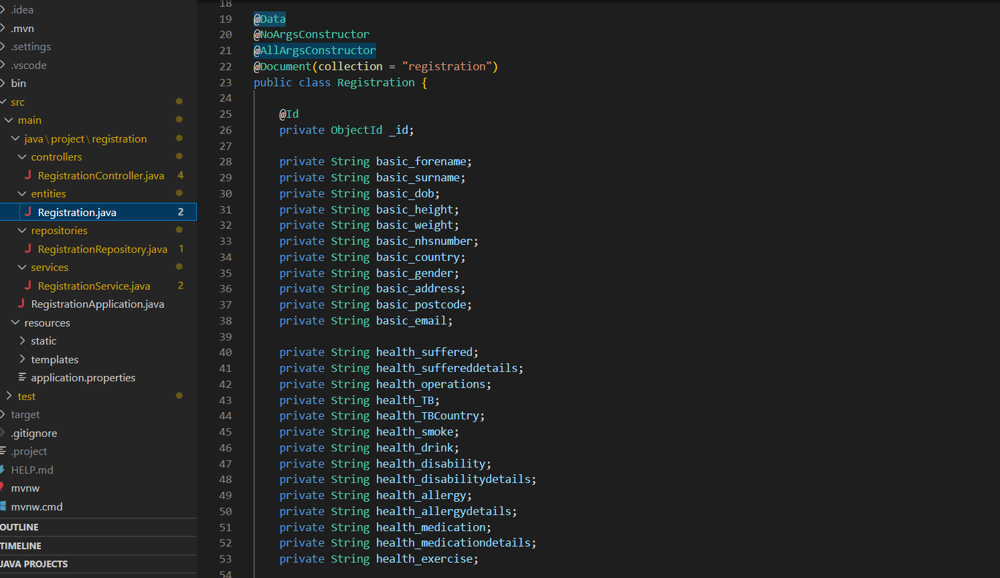 .idea
.mvn
.settings
.vscode
bin
src
main
java\project\registration
controllers
RegistrationController.java 4
entities
Registration.java 2
repositories
RegistrationRepository.java 1
services
RegistrationService.java 2
RegistrationApplication.java
resources
static
templates
application.properties
test
target
.gitignore
.project
HELP.md
mvnw
mvnw.cmd
OUTLINE
TIMELINE
JAVA PROJECTS
18
19 @Data
20 @NoArgsConstructor
21 @AllArgsConstructor
22 @Document(collection = "registration")
23 public class Registration {
24
25 @Id
26 private ObjectId _id;
27
28 private String basic_forename;
29 private String basic_surname;
30 private String basic_dob;
31 private String basic_height;
32 private String basic_weight;
33 private String basic_nhsnumber;
34 private String basic_country;
35 private String basic_gender;
36 private String basic_address;
37 private String basic_postcode;
38 private String basic_email;
39
40 private String health_suffered;
41 private String health_suffereddetails;
42 private String health_operations;
43 private String health_TB;
44 private String health_TBCountry;
45 private String health_smoke;
46 private String health_drink;
47 private String health_disability;
48 private String health_disabilitydetails;
49 private String health_allergy;
50 private String health_allergydetails;
51 private String health_medication;
52 private String health_medicationdetails;
53 private String health_exercise;
54